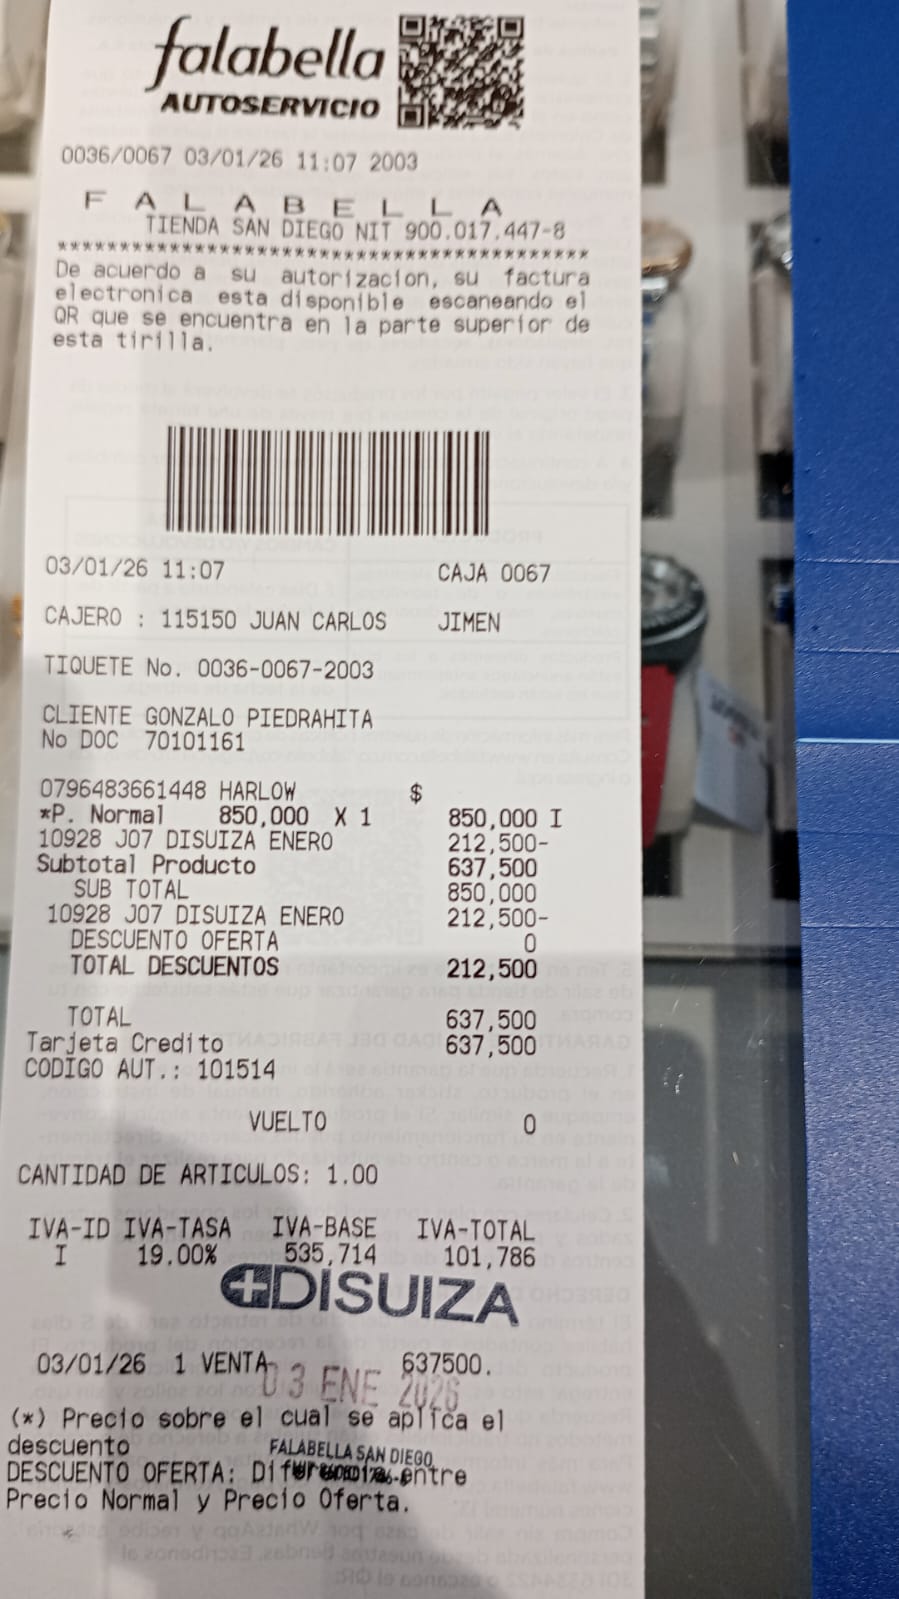 falabella
AUTOSERVICIO
0036/0067 03/01/26 11:07 2003
F A L A B E L L A
TIENDA SAN DIEGO NIT 900.017.447-8
******************************************
De acuerdo a su autorizacion, su factura
electronica esta disponible escaneando el
QR que se encuentra en la parte superior de
esta tirilla.
03/01/26 11:07 CAJA 0067
CAJERO : 115150 JUAN CARLOS JIMEN
TIQUETE No. 0036-0067-2003
CLIENTE GONZALO PIEDRAHITA
No DOC 70101161
0796483661448 HARLOW $
*P. Normal 850,000 X 1 850,000 I
10928 J07 DISUIZA ENERO 212,500-
Subtotal Producto 637,500
SUB TOTAL 850,000
10928 J07 DISUIZA ENERO 212,500-
DESCUENTO OFERTA 0
TOTAL DESCUENTOS 212,500
TOTAL 637,500
Tarjeta Credito 637,500
CODIGO AUT.: 101514
VUELTO 0
CANTIDAD DE ARTICULOS: 1.00
IVA-ID IVA-TASA IVA-BASE IVA-TOTAL
I 19.00% 535,714 101,786
DISUIZA
03/01/26 1 VENTA 637500.
03 ENE 2026
(*) Precio sobre el cual se aplica el
descuento
FALABELLA SAN DIEGO
DESCUENTO OFERTA: Diferencia entre
Precio Normal y Precio Oferta.